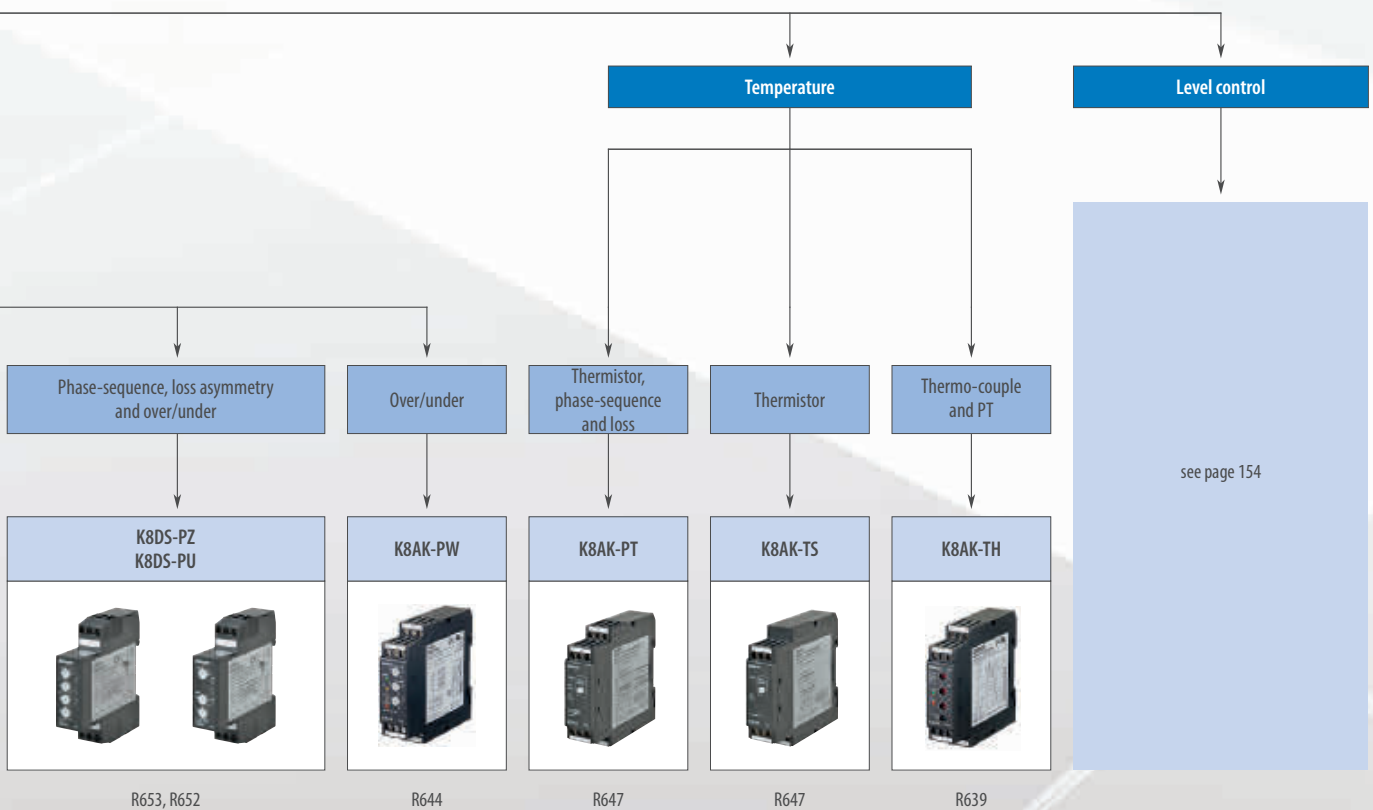 Temperature
Level control
Phase-sequence, loss asymmetry
and over/under
Over/under
Thermistor,
phase-sequence
and loss
Thermistor
Thermo-couple
and PT
see page 154
K8DS-PZ
K8DS-PU
K8AK-PW
K8AK-PT
K8AK-TS
K8AK-TH
R653, R652
R644
R647
R647
R639